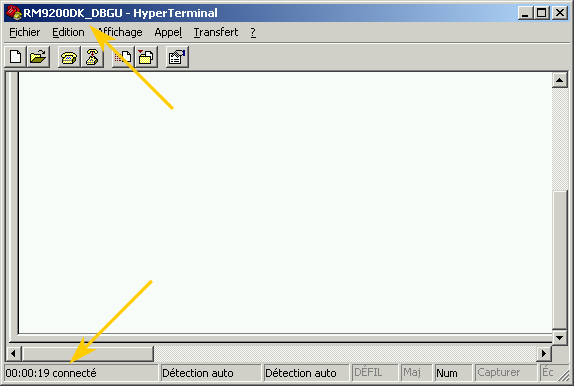 RM9200DK_DBGU - HyperTerminal
Fichier Edition Affichage Appel Transfert ?
00:00:19 connecté Détection auto Détection auto DÉFIL Maj Num Capturer Éc